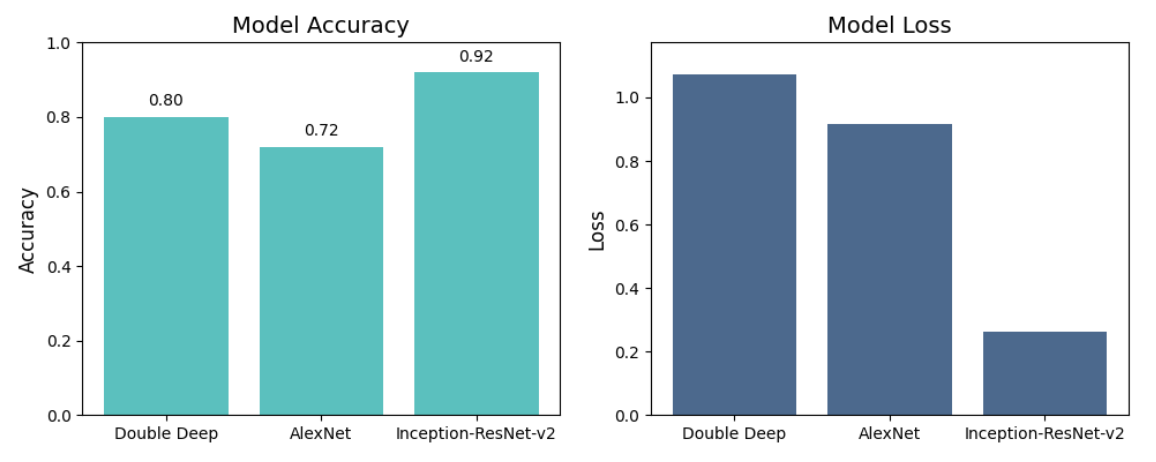 Model Accuracy
1.0
0.8
0.6
0.4
0.2
0.0
Accuracy
0.80
0.72
0.92
Double Deep
AlexNet
Inception-ResNet-v2
Model Loss
1.0
0.8
0.6
0.4
0.2
0.0
Loss
Double Deep
AlexNet
Inception-ResNet-v2